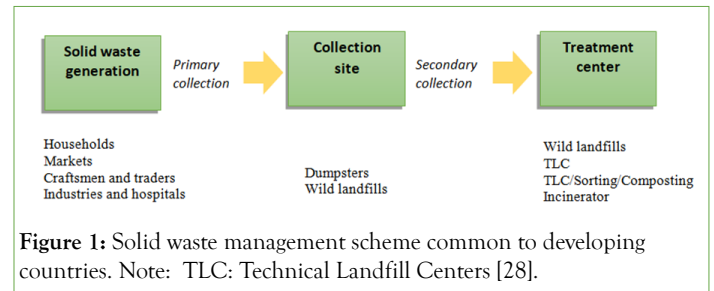 Solid waste
generation
Primary
collection
Collection
site
Secondary
collection
Treatment
center
Households
Markets
Craftsmen and traders
Industries and hospitals
Dumpsters
Wild landfills
Wild landfills
TLC
TLC/Sorting/Composting
Incinerator
Figure 1: Solid waste management scheme common to developing
countries. Note: TLC: Technical Landfill Centers [28].